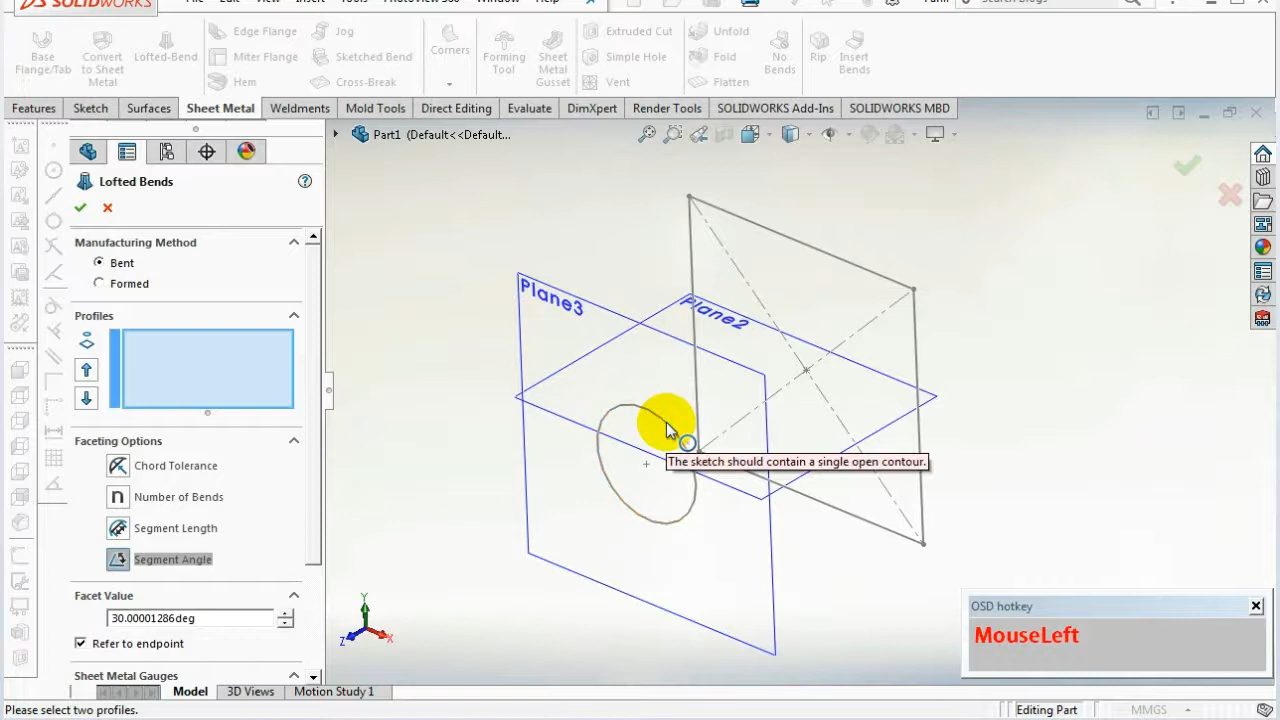 SOLIDWORKS
Base Flange/Tab
Convert to Sheet Metal
Lofted-Bend
Edge Flange
Miter Flange
Hem
Jog
Sketched Bend
Cross-Break
Corners
Forming Tool
Sheet Metal Gusset
Extruded Cut
Simple Hole
Vent
Unfold
Fold
Flatten
No Bends
Rip
Insert Bends
Features
Sketch
Surfaces
Sheet Metal
Weldments
Mold Tools
Direct Editing
Evaluate
DimXpert
Render Tools
SOLIDWORKS Add-Ins
SOLIDWORKS MBD
Part1 (Default<<Default...
Lofted Bends
Manufacturing Method
Bent
Formed
Profiles
Faceting Options
Chord Tolerance
Number of Bends
Segment Length
Segment Angle
Facet Value
30.00001286deg
Refer to endpoint
Sheet Metal Gauges
Plane3
Plane2
The sketch should contain a single open contour.
Y
X
Z
OSD hotkey
MouseLeft
Model
3D Views
Motion Study 1
Please select two profiles.
Editing Part
MMGS